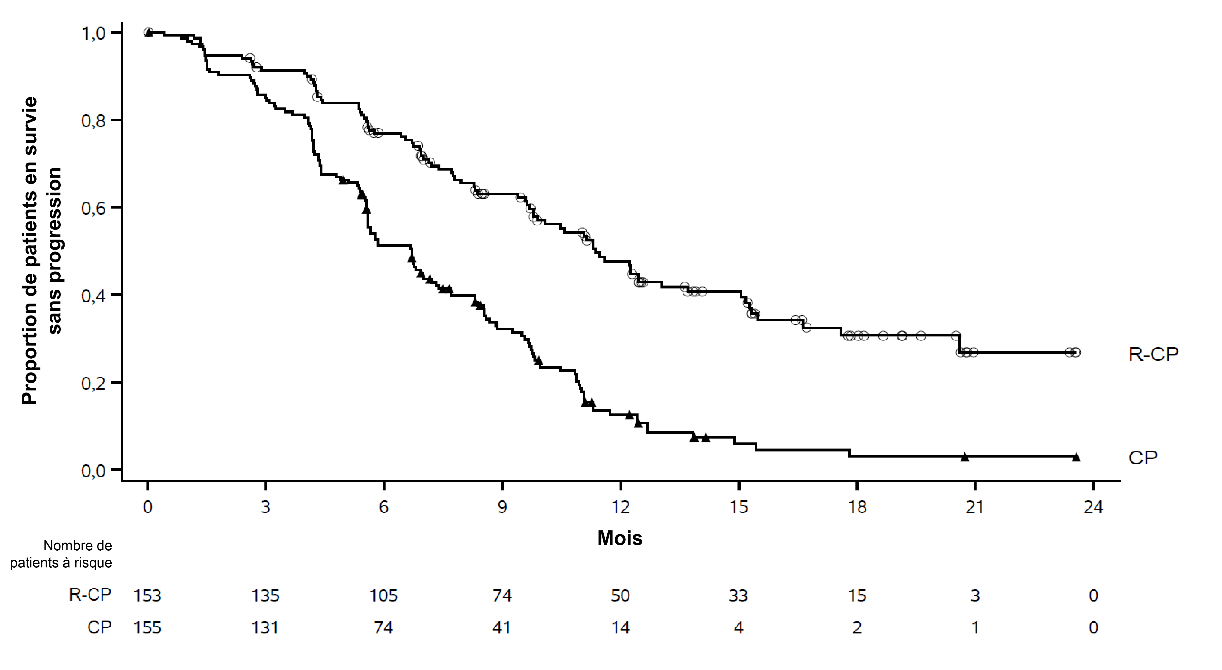 Proportion de patients en survie
sans progression
1,0
0,8
0,6
0,4
0,2
0,0
R-CP
CP
0 3 6 9 12 15 18 21 24
Mois
Nombre de
patients à risque
R-CP 153 135 105 74 50 33 15 3 0
CP 155 131 74 41 14 4 2 1 0